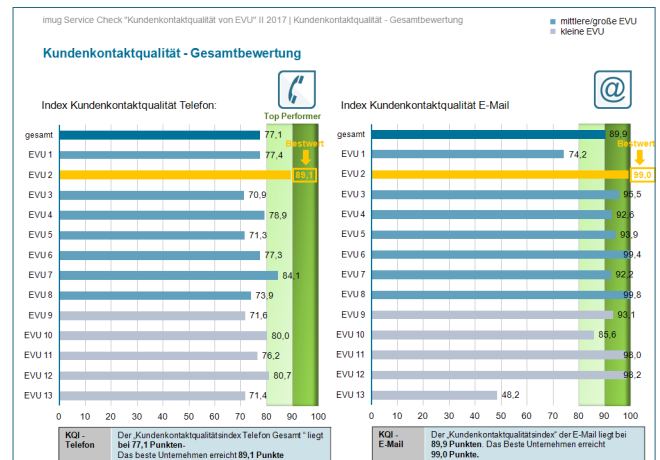 imug Service Check "Kundenkontaktqualität von EVU" II 2017 | Kundenkontaktqualität - Gesamtbewertung
mittlere/große EVU
kleine EVU
Kundenkontaktqualität - Gesamtbewertung
Index Kundenkontaktqualität Telefon:
Top Performer
gesamt 77,1
Bestwert
EVU 1 77,4
EVU 2 89,1
EVU 3 70,9
EVU 4 78,9
EVU 5 71,3
EVU 6 77,3
EVU 7 84,1
EVU 8 73,9
EVU 9 71,6
EVU 10 80,0
EVU 11 76,2
EVU 12 80,7
EVU 13 71,4
0 10 20 30 40 50 60 70 80 90 100
KQI - Telefon
Der „Kundenkontaktqualitätsindex Telefon Gesamt “ liegt
bei 77,1 Punkten-
Das beste Unternehmen erreicht 89,1 Punkte
@
Index Kundenkontaktqualität E-Mail
gesamt 89,9
Bestwert
EVU 1 74,2
EVU 2 99,0
EVU 3 95,5
EVU 4 92,6
EVU 5 93,9
EVU 6 99,4
EVU 7 92,2
EVU 8 99,8
EVU 9 93,1
EVU 10 85,6
EVU 11 98,0
EVU 12 98,2
EVU 13 48,2
0 10 20 30 40 50 60 70 80 90 100
KQI - E-Mail
Der „Kundenkontaktqualitätsindex“ der E-Mail liegt bei
89,9 Punkten. Das Beste Unternehmen erreicht
99,0 Punkte.